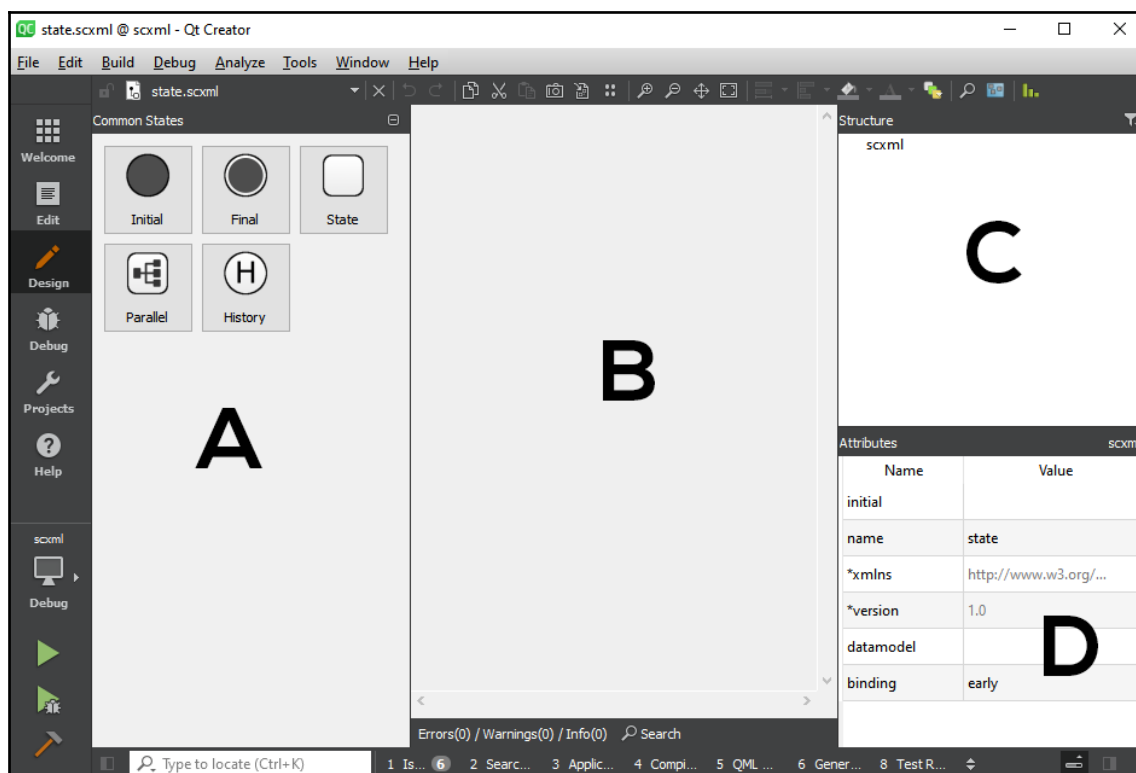 state.scxml @ scxml - Qt Creator
File Edit Build Debug Analyze Tools Window Help
state.scxml
Welcome
Edit
Design
Debug
Projects
Help
scxml
Debug
Common States
Initial Final State
Parallel History
A
B
Structure
scxml
C
Attributes scxm
Name Value
initial
name state
*xmlns http://www.w3.org/...
*version 1.0
datamodel
binding early
D
Errors(0) / Warnings(0) / Info(0) Search
Type to locate (Ctrl+K) 1 Is... 6 2 Searc... 3 Applic... 4 Compi... 5 QML ... 6 Gener... 8 Test R...